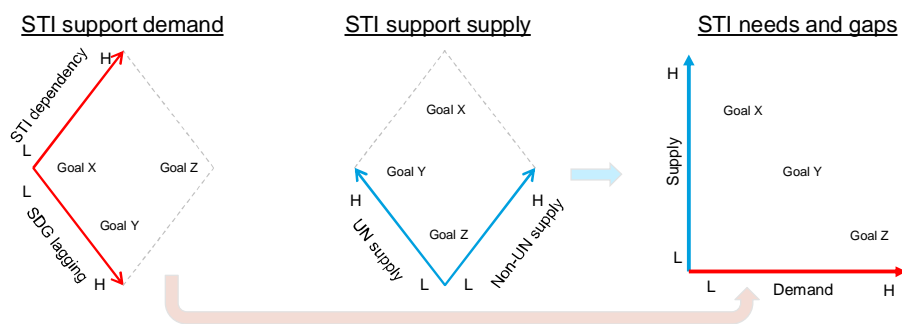 STI support demand
H
STI dependency
L
Goal X
Goal Z
L
Goal Y
SDG lagging
H
STI support supply
Goal X
Goal Y
H
H
Goal Z
UN supply
Non-UN supply
L
L
STI needs and gaps
H
Goal X
Supply
Goal Y
Goal Z
L
L
Demand
H